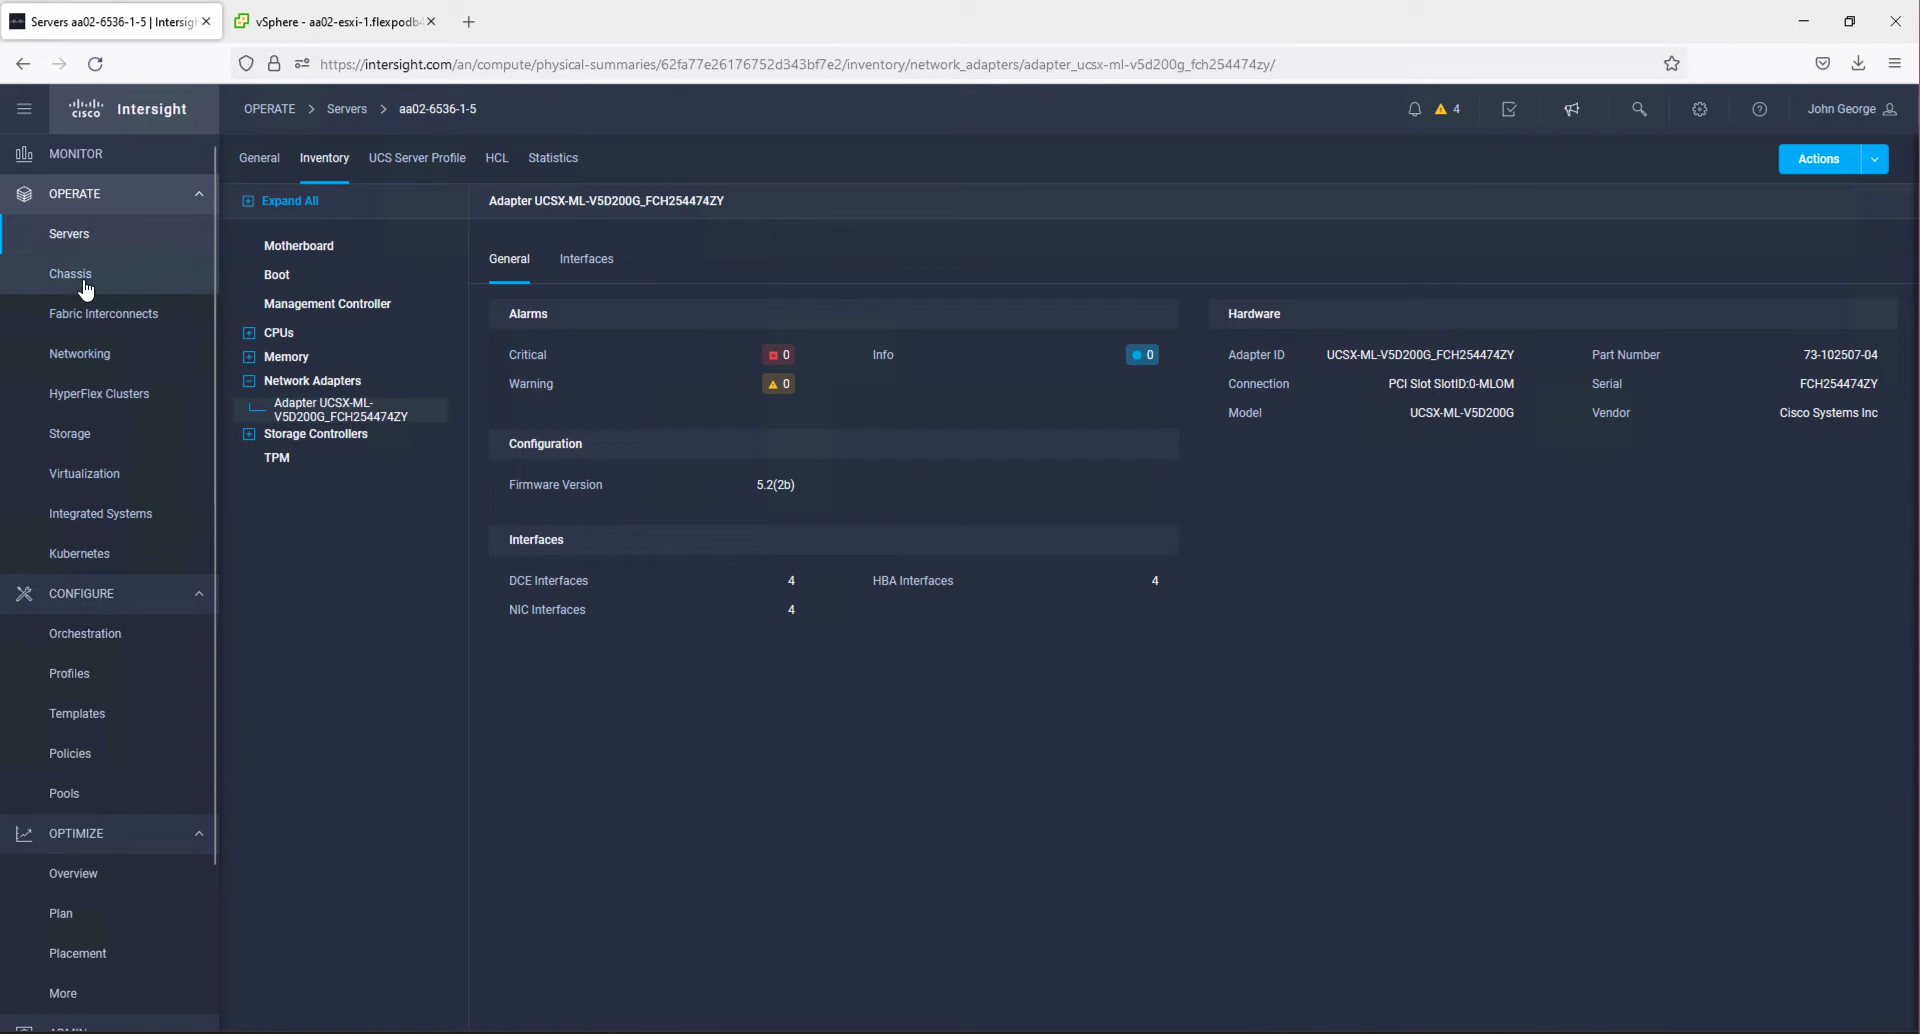 Servers aa02-6536-1-5 | Intersigh
vSphere - aa02-esxi-1.flexpodb4
https://intersight.com/an/compute/physical-summaries/62fa77e26176752d343bf7e2/inventory/network_adapters/adapter_ucsx-ml-v5d200g_fch254474zy/
cisco Intersight
OPERATE > Servers > aa02-6536-1-5
4
John George
MONITOR
OPERATE
Servers
Chassis
Fabric Interconnects
Networking
HyperFlex Clusters
Storage
Virtualization
Integrated Systems
Kubernetes
CONFIGURE
Orchestration
Profiles
Templates
Policies
Pools
OPTIMIZE
Overview
Plan
Placement
More
General Inventory UCS Server Profile HCL Statistics
Actions
Expand All
Motherboard
Boot
Management Controller
CPUs
Memory
Network Adapters
Adapter UCSX-ML-
V5D200G_FCH254474ZY
Storage Controllers
TPM
Adapter UCSX-ML-V5D200G_FCH254474ZY
General Interfaces
Alarms
Critical 0 Info 0
Warning 0
Configuration
Firmware Version 5.2(2b)
Interfaces
DCE Interfaces 4 HBA Interfaces 4
NIC Interfaces 4
Hardware
Adapter ID UCSX-ML-V5D200G_FCH254474ZY Part Number 73-102507-04
Connection PCI Slot SlotID:0-MLOM Serial FCH254474ZY
Model UCSX-ML-V5D200G Vendor Cisco Systems Inc